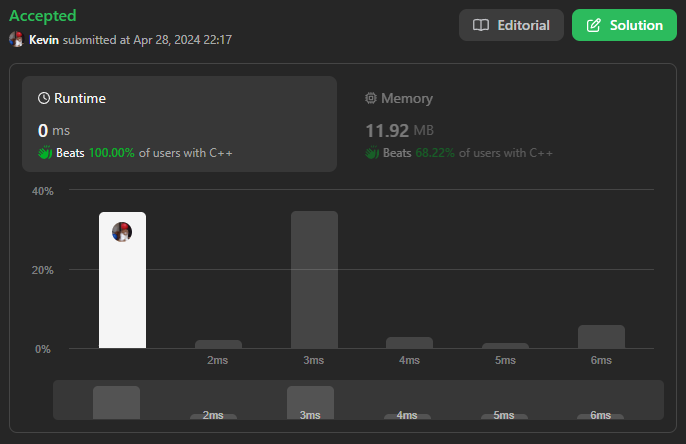 Accepted
Kevin submitted at Apr 28, 2024 22:17
Editorial
Solution
Runtime
0 ms
Beats 100.00% of users with C++
Memory
11.92 MB
Beats 68.22% of users with C++
40%
20%
0%
2ms 3ms 4ms 5ms 6ms
2ms 3ms 4ms 5ms 6ms